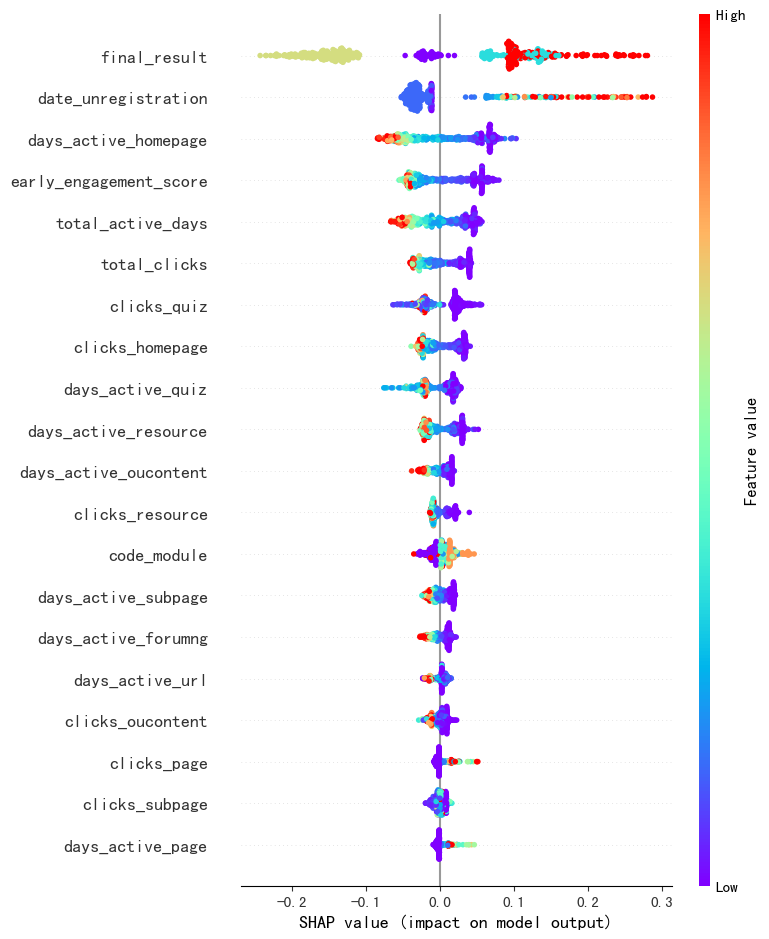 High
final_result
date_unregistration
days_active_homepage
early_engagement_score
total_active_days
total_clicks
clicks_quiz
clicks_homepage
days_active_quiz
days_active_resource
days_active_oucontent
clicks_resource
code_module
days_active_subpage
days_active_forumng
days_active_url
clicks_oucontent
clicks_page
clicks_subpage
days_active_page
Feature value
Low
-0.2 -0.1 0.0 0.1 0.2 0.3
SHAP value (impact on model output)